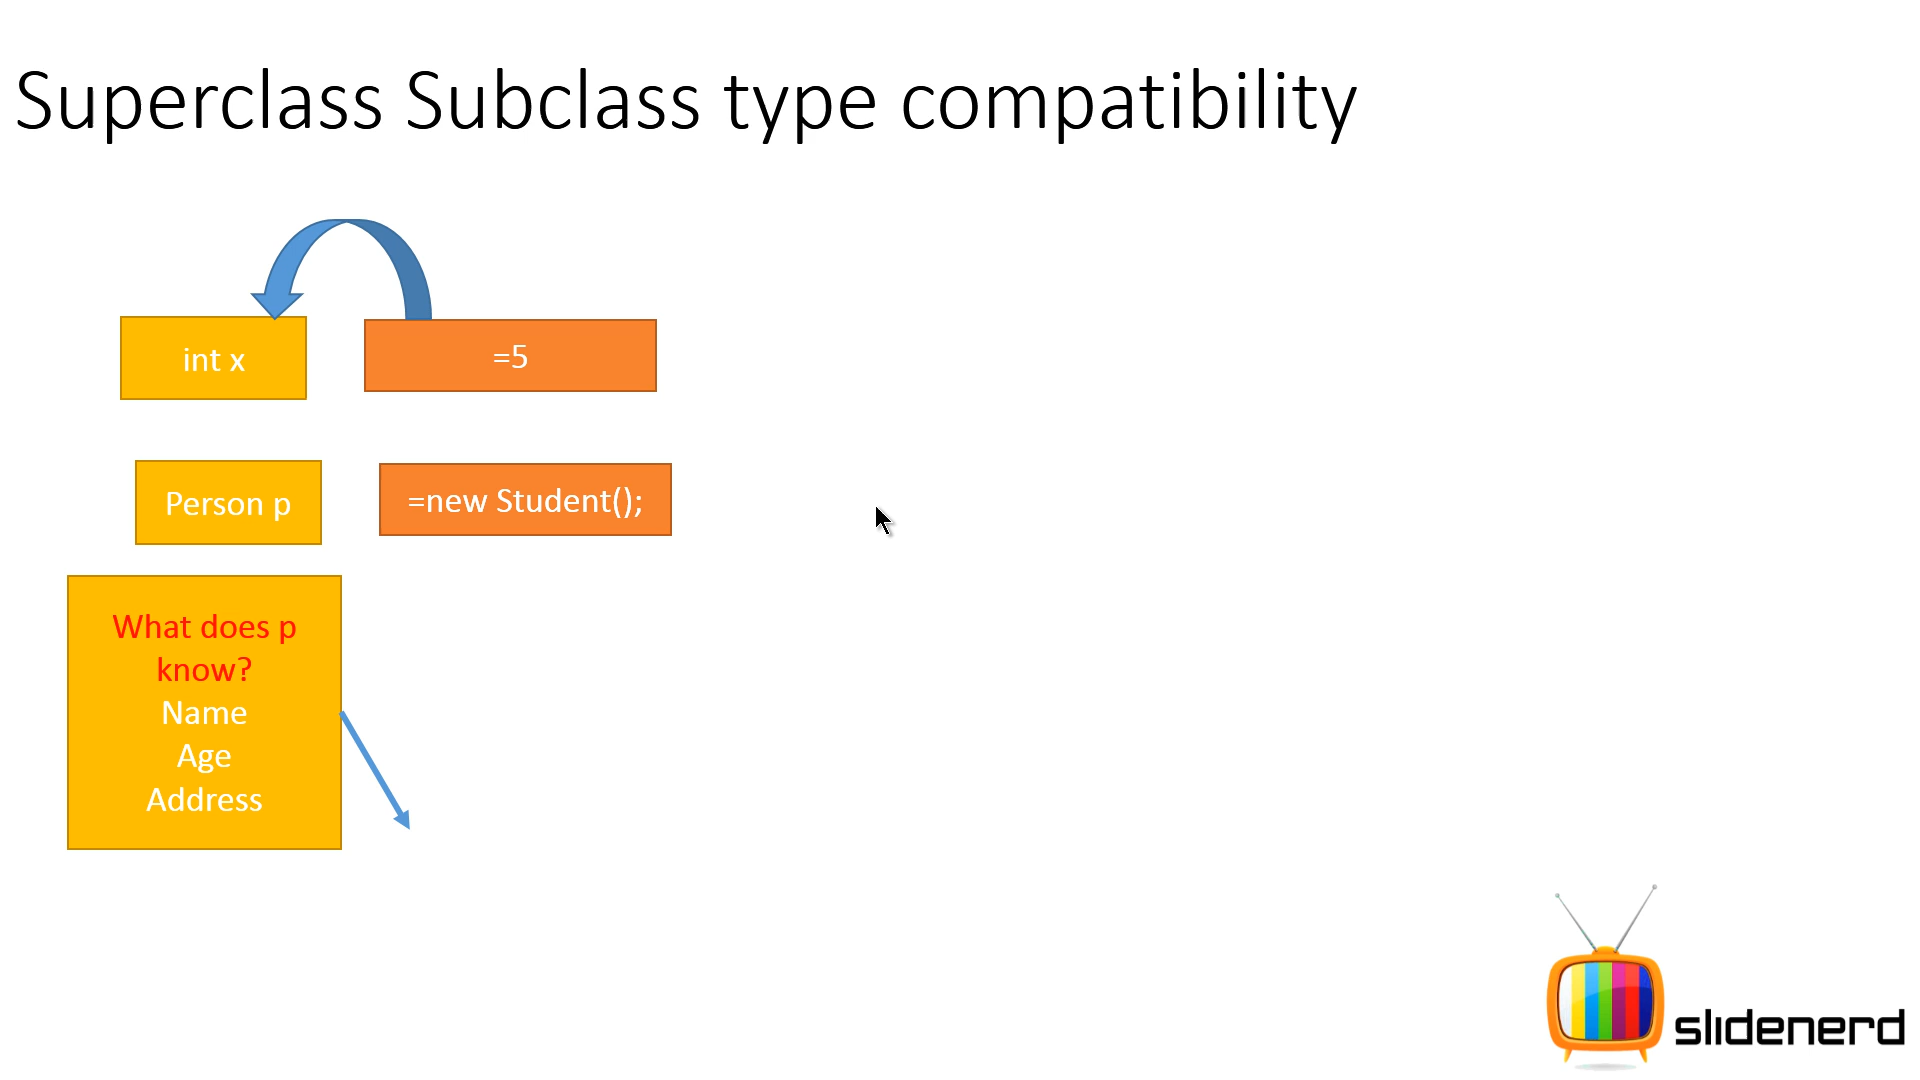 Superclass Subclass type compatibility
int x
=5
Person p
=new Student();
What does p
know?
Name
Age
Address
slidenerd